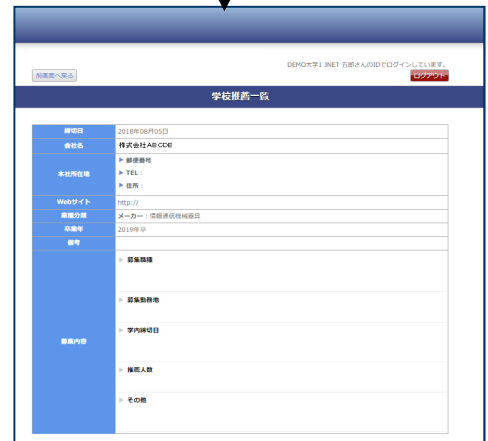 DEMO大学1 JNET 五郎さんのIDでログインしています。
前画面へ戻る
ログアウト
学校推薦一覧
締切日 2018年08月05日
会社名 株式会社ABCDE
本社所在地
▶ 郵便番号
▶ TEL :
▶ 住所 :
Webサイト http://
業種分類 メーカー : 情報通信機械器具
卒業年 2019年卒
備考
募集内容
▶ 募集職種
▶ 募集勤務地
▶ 学内締切日
▶ 推薦人数
▶ その他